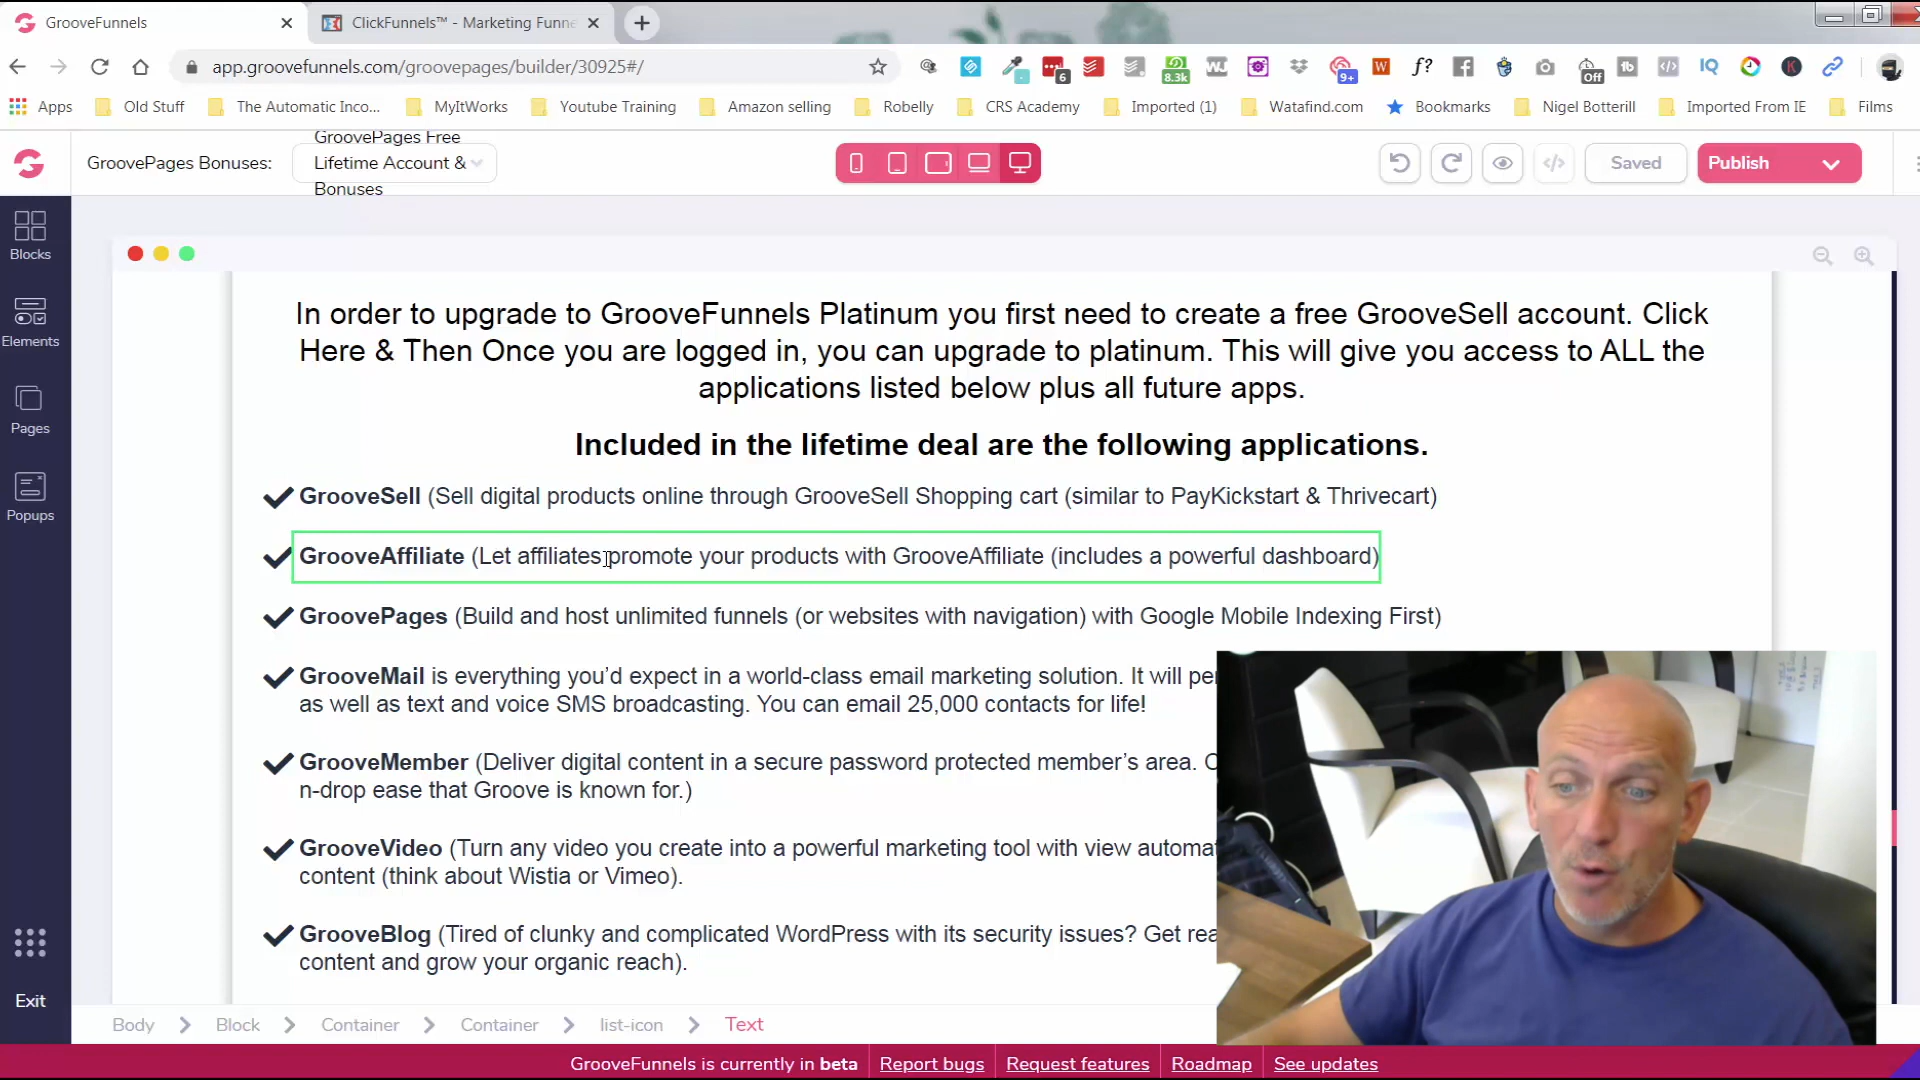 GrooveFunnels
ClickFunnels™ - Marketing Funne
app.groovefunnels.com/groovepages/builder/30925#/
6
8.3k
9+
W
f?
Off
tb
IQ
K
Apps
Old Stuff
The Automatic Inco...
MyItWorks
Youtube Training
Amazon selling
Robelly
CRS Academy
Imported (1)
Watafind.com
Bookmarks
Nigel Botterill
Imported From IE
Films
GroovePages Bonuses:
GroovePages Free
Lifetime Account &
Bonuses
Saved
Publish
Blocks
Elements
Pages
Popups
Exit
In order to upgrade to GrooveFunnels Platinum you first need to create a free GrooveSell account. Click
Here & Then Once you are logged in, you can upgrade to platinum. This will give you access to ALL the
applications listed below plus all future apps.
Included in the lifetime deal are the following applications.
GrooveSell (Sell digital products online through GrooveSell Shopping cart (similar to PayKickstart & Thrivecart)
GrooveAffiliate (Let affiliates promote your products with GrooveAffiliate (includes a powerful dashboard)
GroovePages (Build and host unlimited funnels (or websites with navigation) with Google Mobile Indexing First)
GrooveMail is everything you’d expect in a world-class email marketing solution. It will per
as well as text and voice SMS broadcasting. You can email 25,000 contacts for life!
GrooveMember (Deliver digital content in a secure password protected member’s area. C
n-drop ease that Groove is known for.)
GrooveVideo (Turn any video you create into a powerful marketing tool with view automat
content (think about Wistia or Vimeo).
GrooveBlog (Tired of clunky and complicated WordPress with its security issues? Get rea
content and grow your organic reach).
Body
Block
Container
Container
list-icon
Text
GrooveFunnels is currently in beta
Report bugs
Request features
Roadmap
See updates